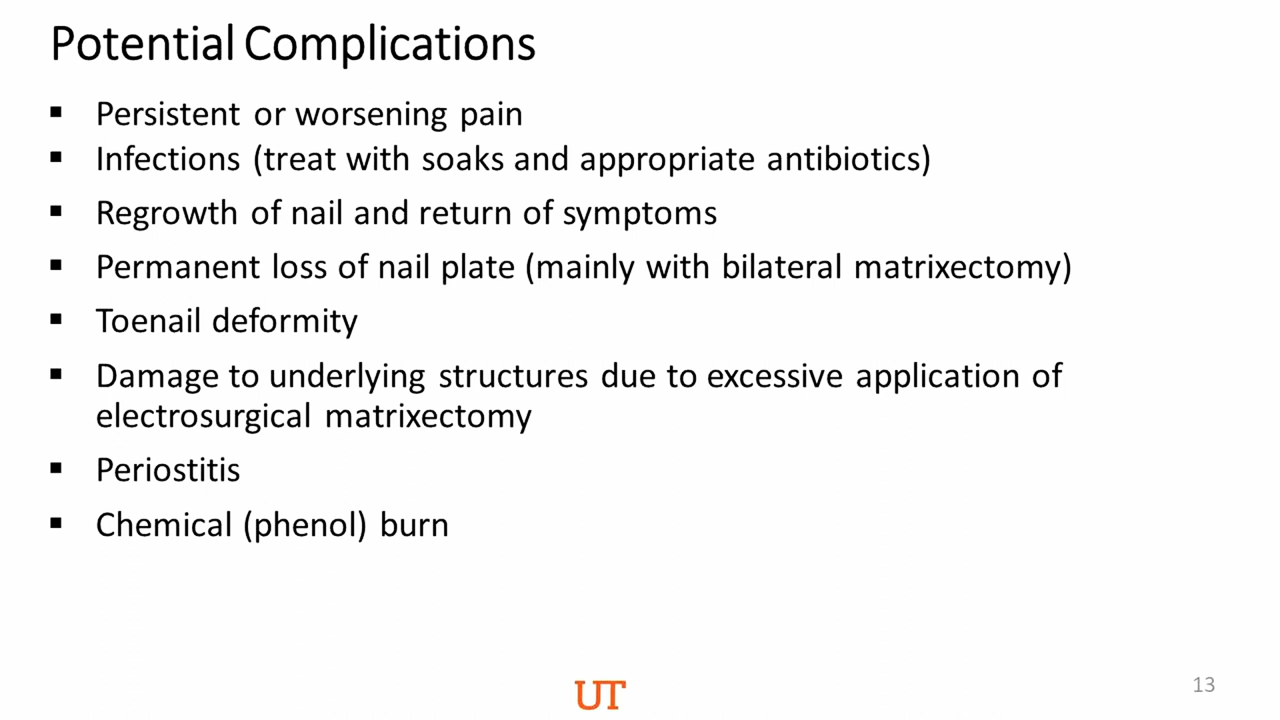 Potential Complications
▪ Persistent or worsening pain
▪ Infections (treat with soaks and appropriate antibiotics)
▪ Regrowth of nail and return of symptoms
▪ Permanent loss of nail plate (mainly with bilateral matrixectomy)
▪ Toenail deformity
▪ Damage to underlying structures due to excessive application of
electrosurgical matrixectomy
▪ Periostitis
▪ Chemical (phenol) burn
UT
13